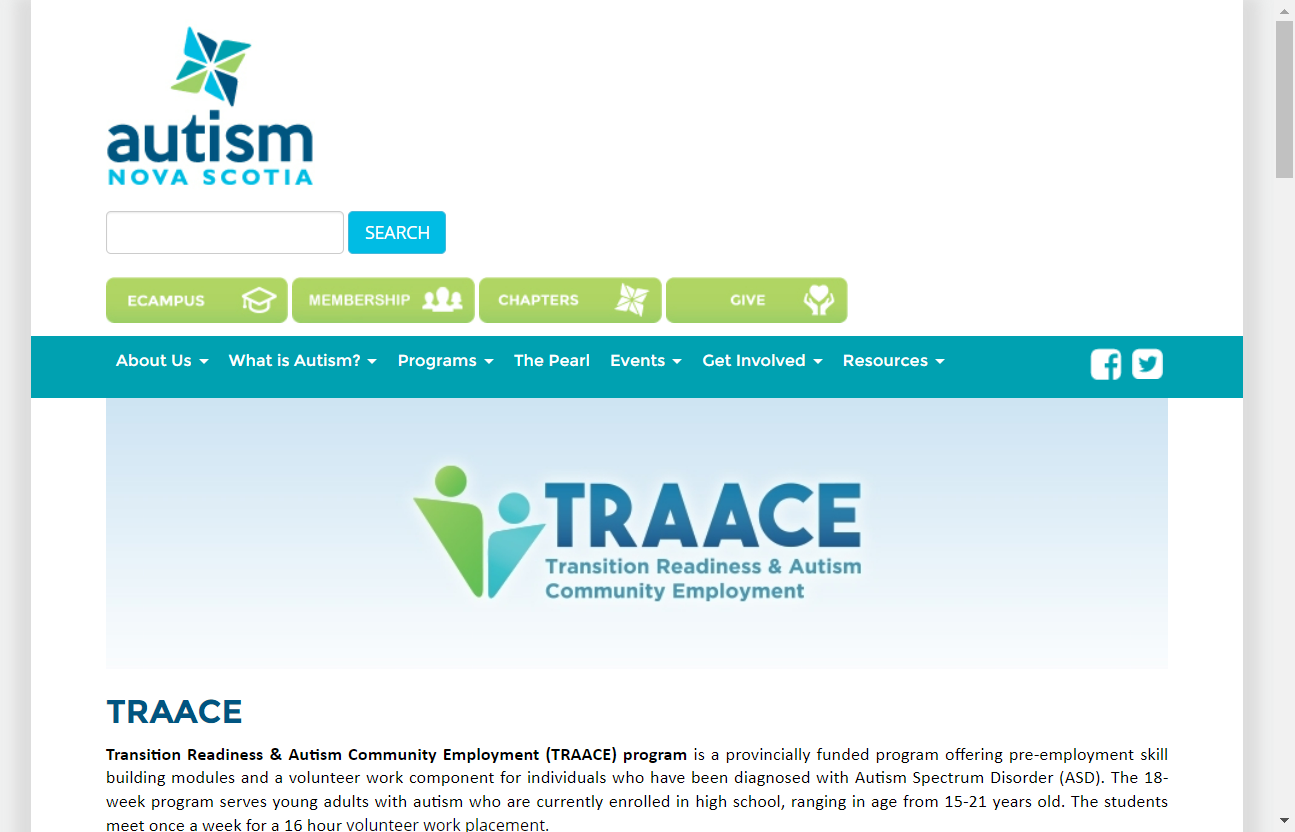 autism
NOVA SCOTIA
SEARCH
ECAMPUS MEMBERSHIP CHAPTERS GIVE
About Us What is Autism? Programs The Pearl Events Get Involved Resources
TRAACE
Transition Readiness & Autism
Community Employment
TRAACE
Transition Readiness & Autism Community Employment (TRAACE) program is a provincially funded program offering pre-employment skill
building modules and a volunteer work component for individuals who have been diagnosed with Autism Spectrum Disorder (ASD). The 18-
week program serves young adults with autism who are currently enrolled in high school, ranging in age from 15-21 years old. The students
meet once a week for a 16 hour volunteer work placement.